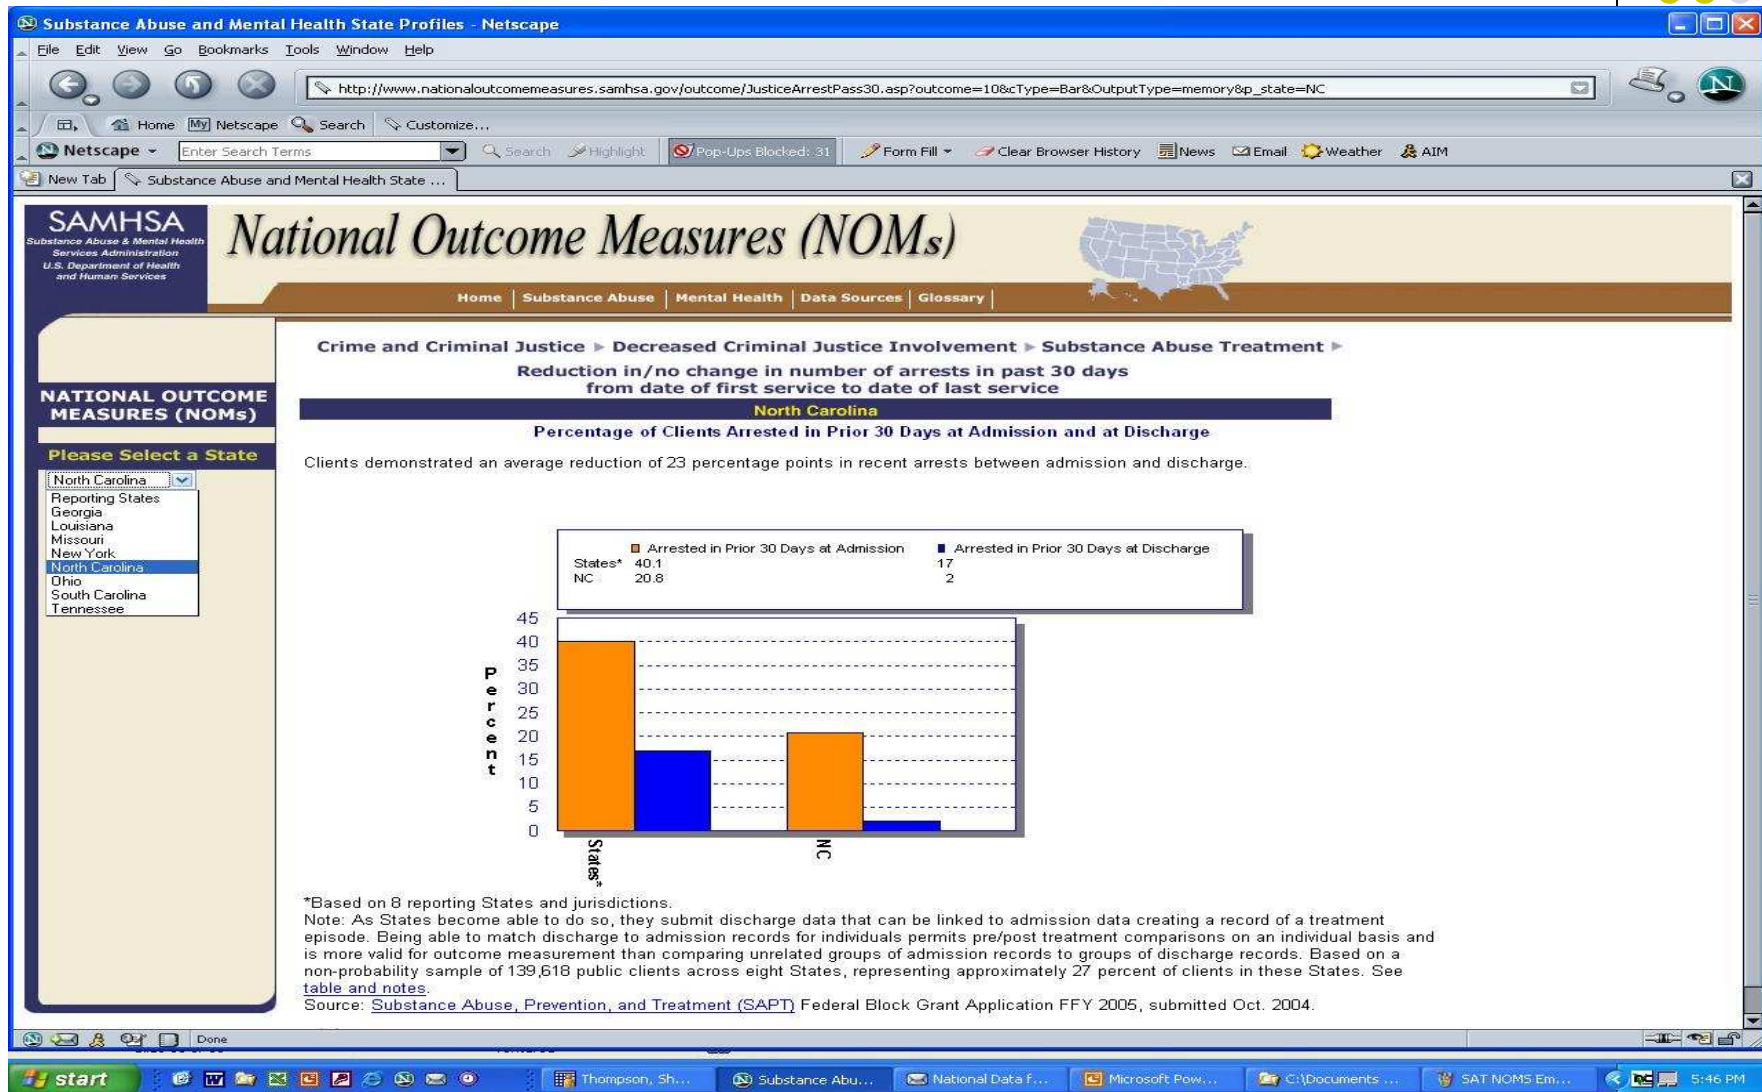 Substance Abuse and Mental Health State Profiles - Netscape
File Edit View Go Bookmarks Tools Window Help
http://www.nationaloutcomemeasures.samhsa.gov/outcome/JusticeArrestPass30.asp?outcome=108&cType=Bar&OutputType=memory&p_state=NC
Home My Netscape Search Customize...
Netscape Enter Search Terms Search Highlight Pop-Ups Blocked: 31 Form Fill Clear Browser History News Email Weather AIM
New Tab Substance Abuse and Mental Health State ...
SAMHSA
Substance Abuse & Mental Health
Services Administration
U.S. Department of Health
and Human Services
National Outcome Measures (NOMs)
Home | Substance Abuse | Mental Health | Data Sources | Glossary |
NATIONAL OUTCOME
MEASURES (NOMs)
Please Select a State
North Carolina
Reporting States
Georgia
Louisiana
Missouri
New York
North Carolina
Ohio
South Carolina
Tennessee
Crime and Criminal Justice Decreased Criminal Justice Involvement Substance Abuse Treatment
Reduction in/no change in number of arrests in past 30 days
from date of first service to date of last service
North Carolina
Percentage of Clients Arrested in Prior 30 Days at Admission and at Discharge
Clients demonstrated an average reduction of 23 percentage points in recent arrests between admission and discharge.
Arrested in Prior 30 Days at Admission Arrested in Prior 30 Days at Discharge
States* 40.1 17
NC 20.8 2
Percent
45
40
35
30
25
20
15
10
5
0
States*
NC
*Based on 8 reporting States and jurisdictions.
Note: As States become able to do so, they submit discharge data that can be linked to admission data creating a record of a treatment
episode. Being able to match discharge to admission records for individuals permits pre/post treatment comparisons on an individual basis and
is more valid for outcome measurement than comparing unrelated groups of admission records to groups of discharge records. Based on a
non-probability sample of 139,618 public clients across eight States, representing approximately 27 percent of clients in these States. See
table and notes.
Source: Substance Abuse, Prevention, and Treatment (SAPT) Federal Block Grant Application FFY 2005, submitted Oct. 2004.
Done
start Thompson, Sh... Substance Abu... National Data f... Microsoft Pow... C:\Documents ... SAT NOMS Em... 5:46 PM